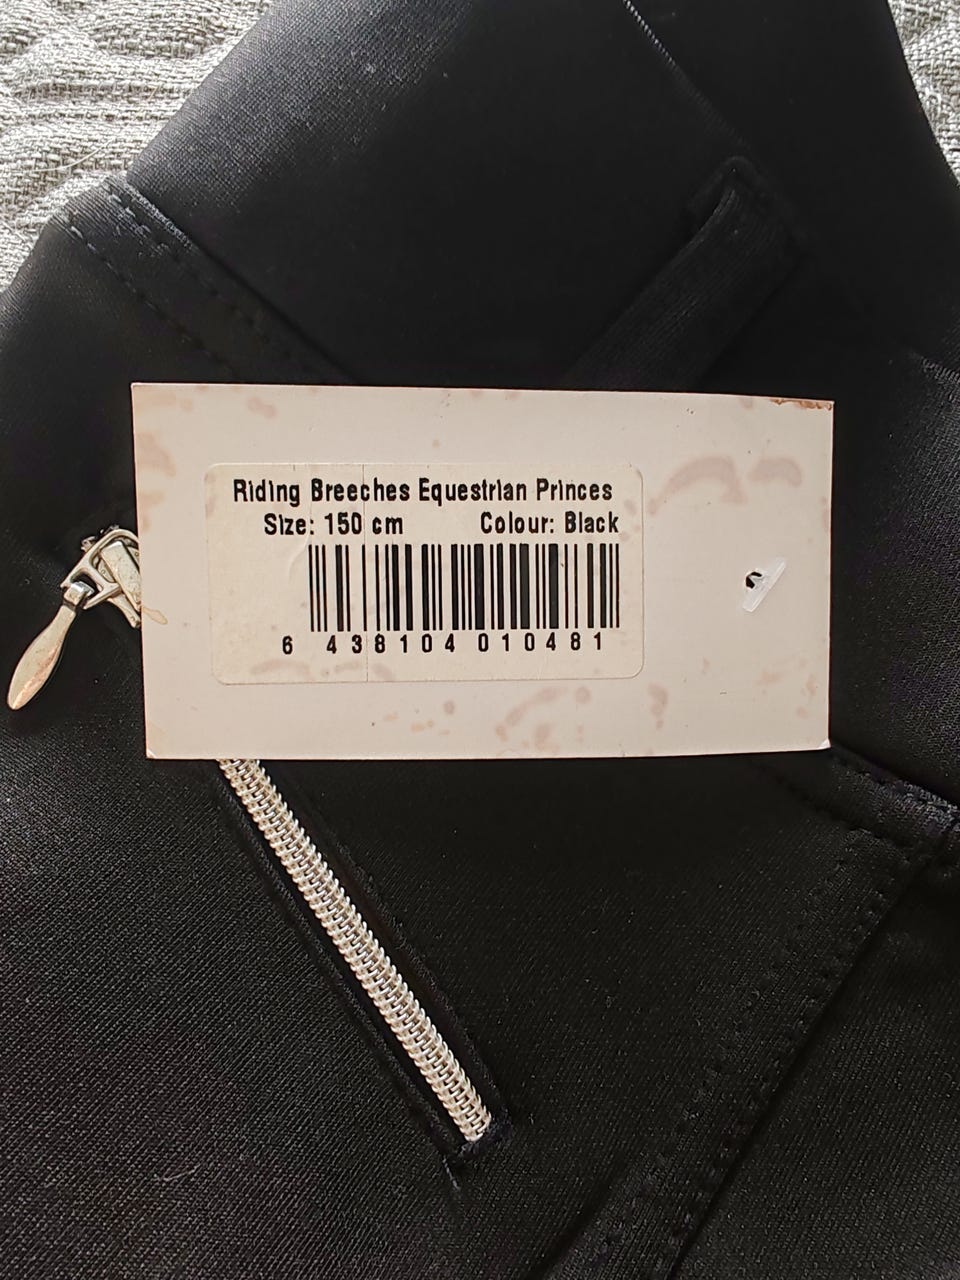 Riding Breeches Equestrian Princes
Size: 150 cm Colour: Black
6 438104 010481